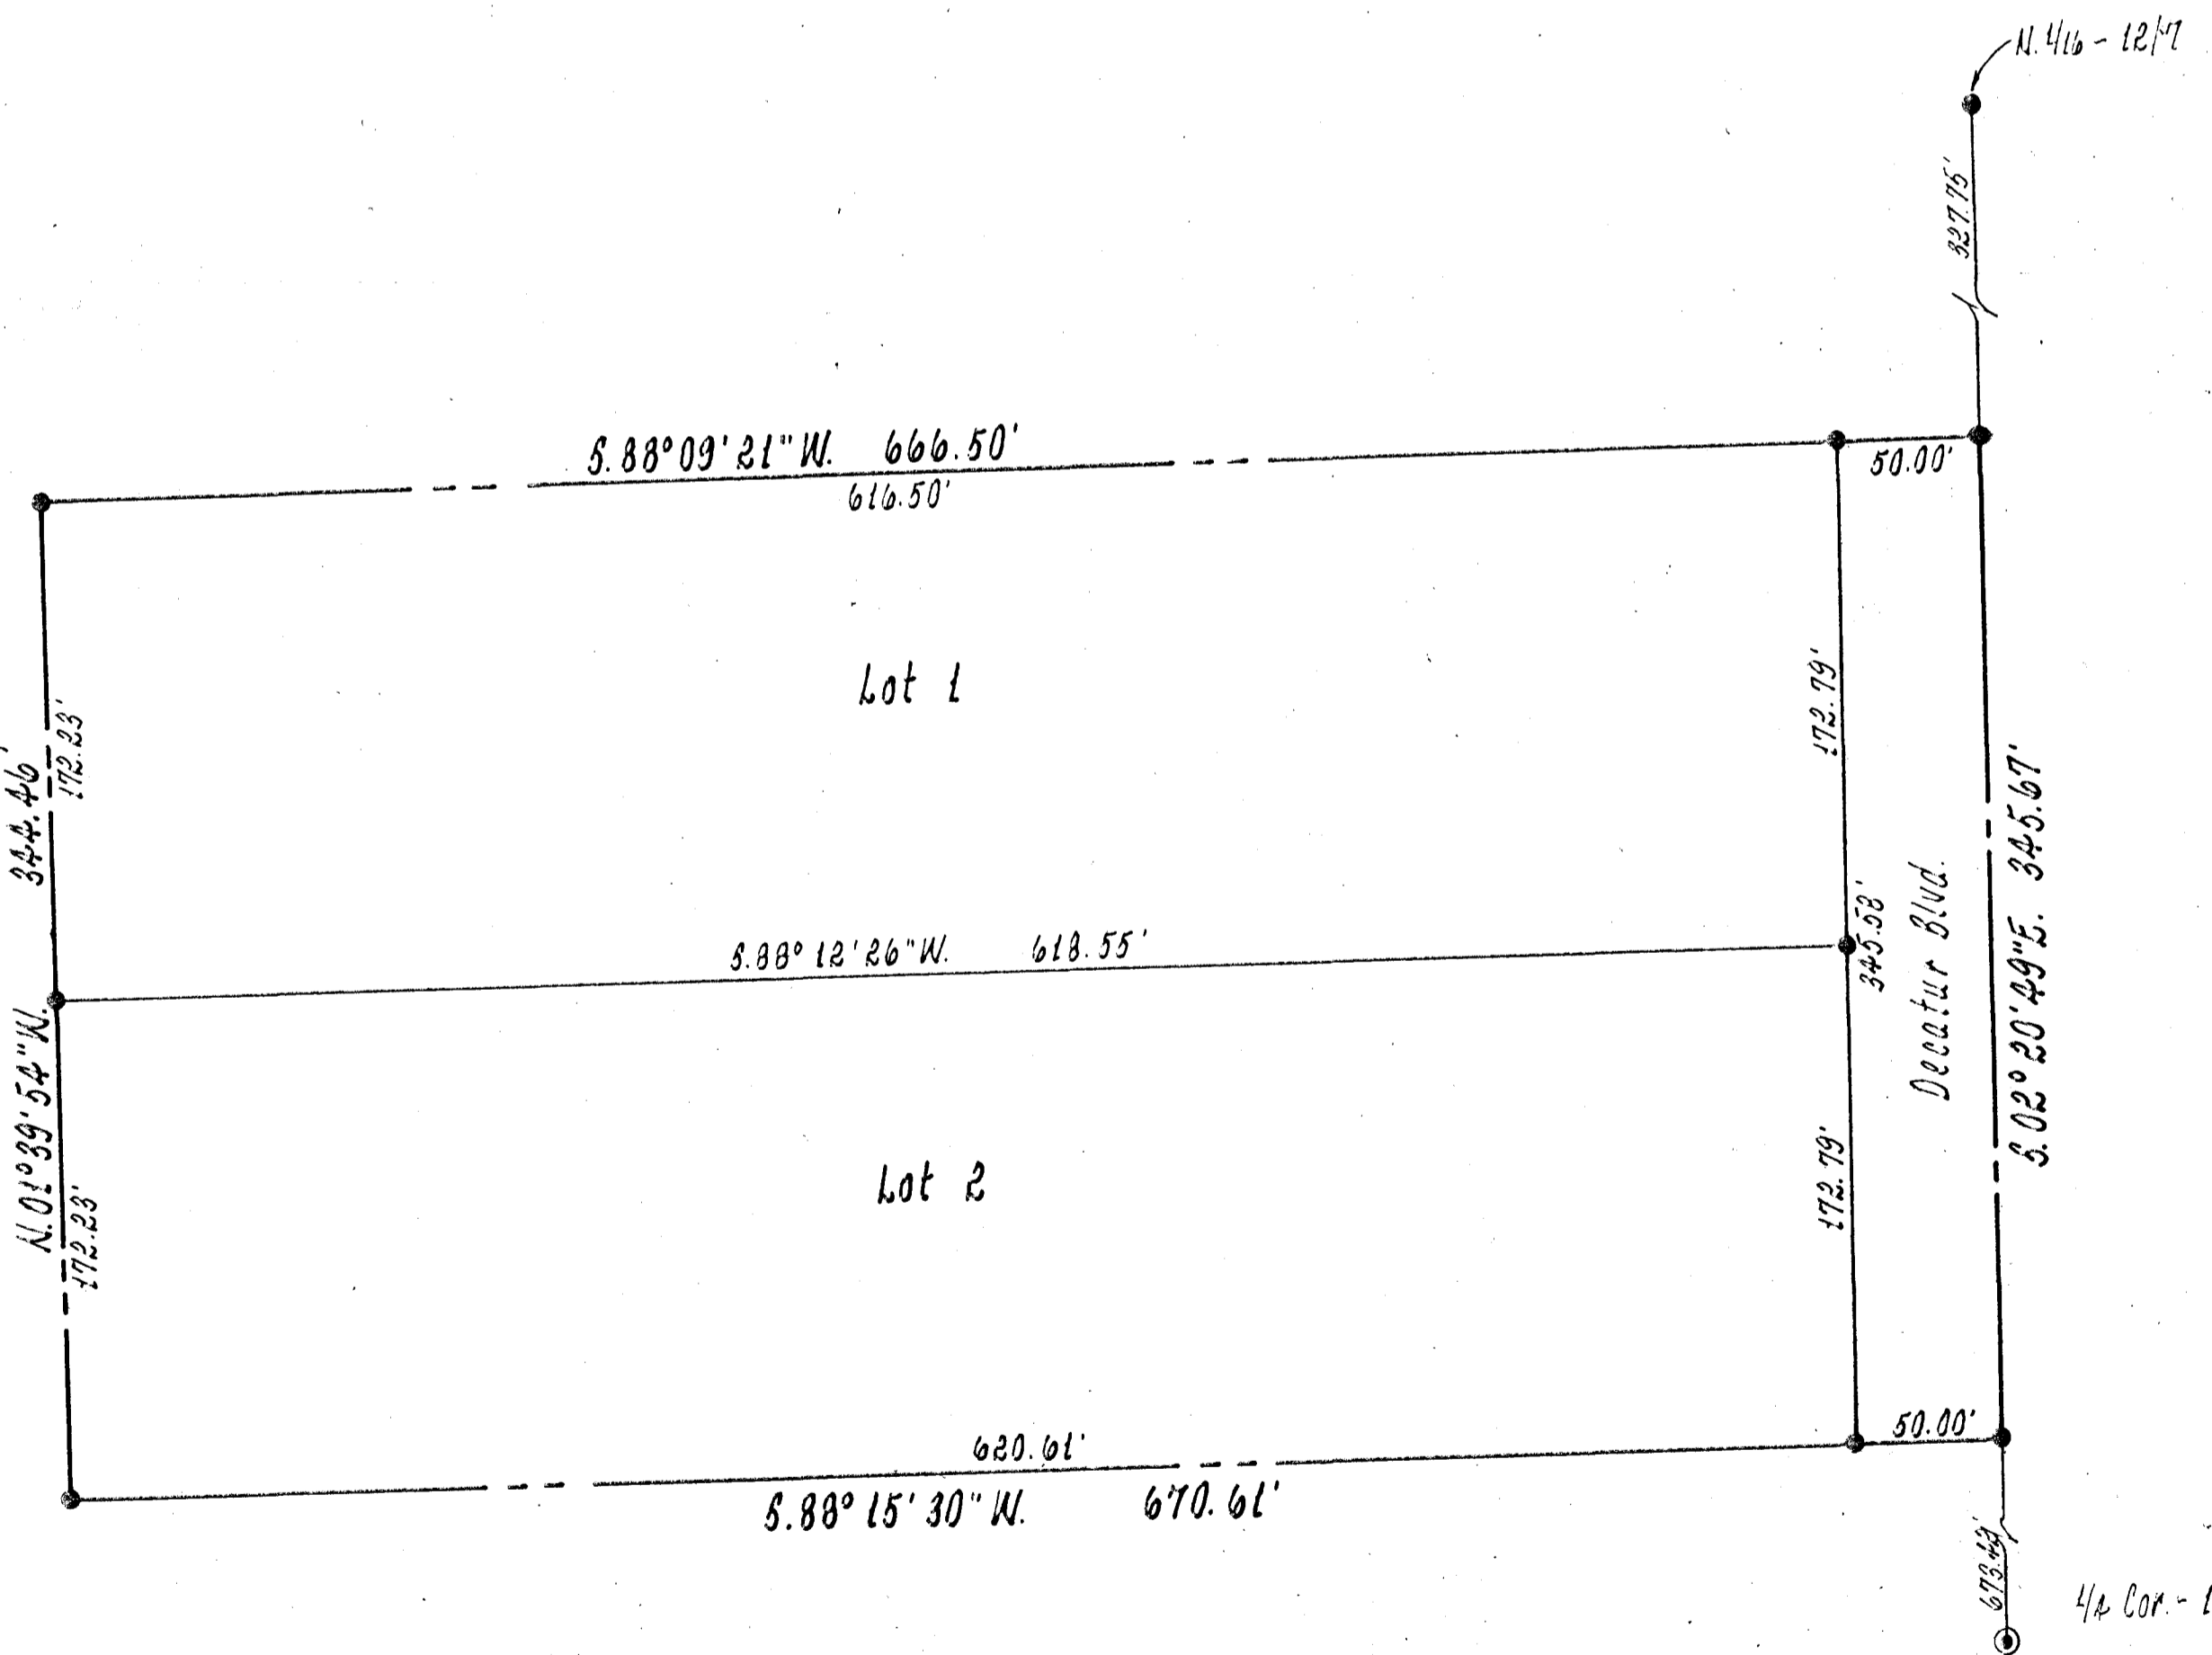 N. 1/16 - 12/7
327.75'
S. 88° 09' 21" W. 666.50'
616.50'
50.00'
Lot 1
172.23'
344.46'
172.79'
S. 88° 12' 26" W. 618.55'
345.58'
Decatur Blvd.
S. 02° 20' 49" E. 345.67'
N. 01° 39' 54" W.
172.23'
Lot 2
172.79'
620.61'
50.00'
S. 88° 15' 30" W. 670.61'
1/4 Cor. - 1